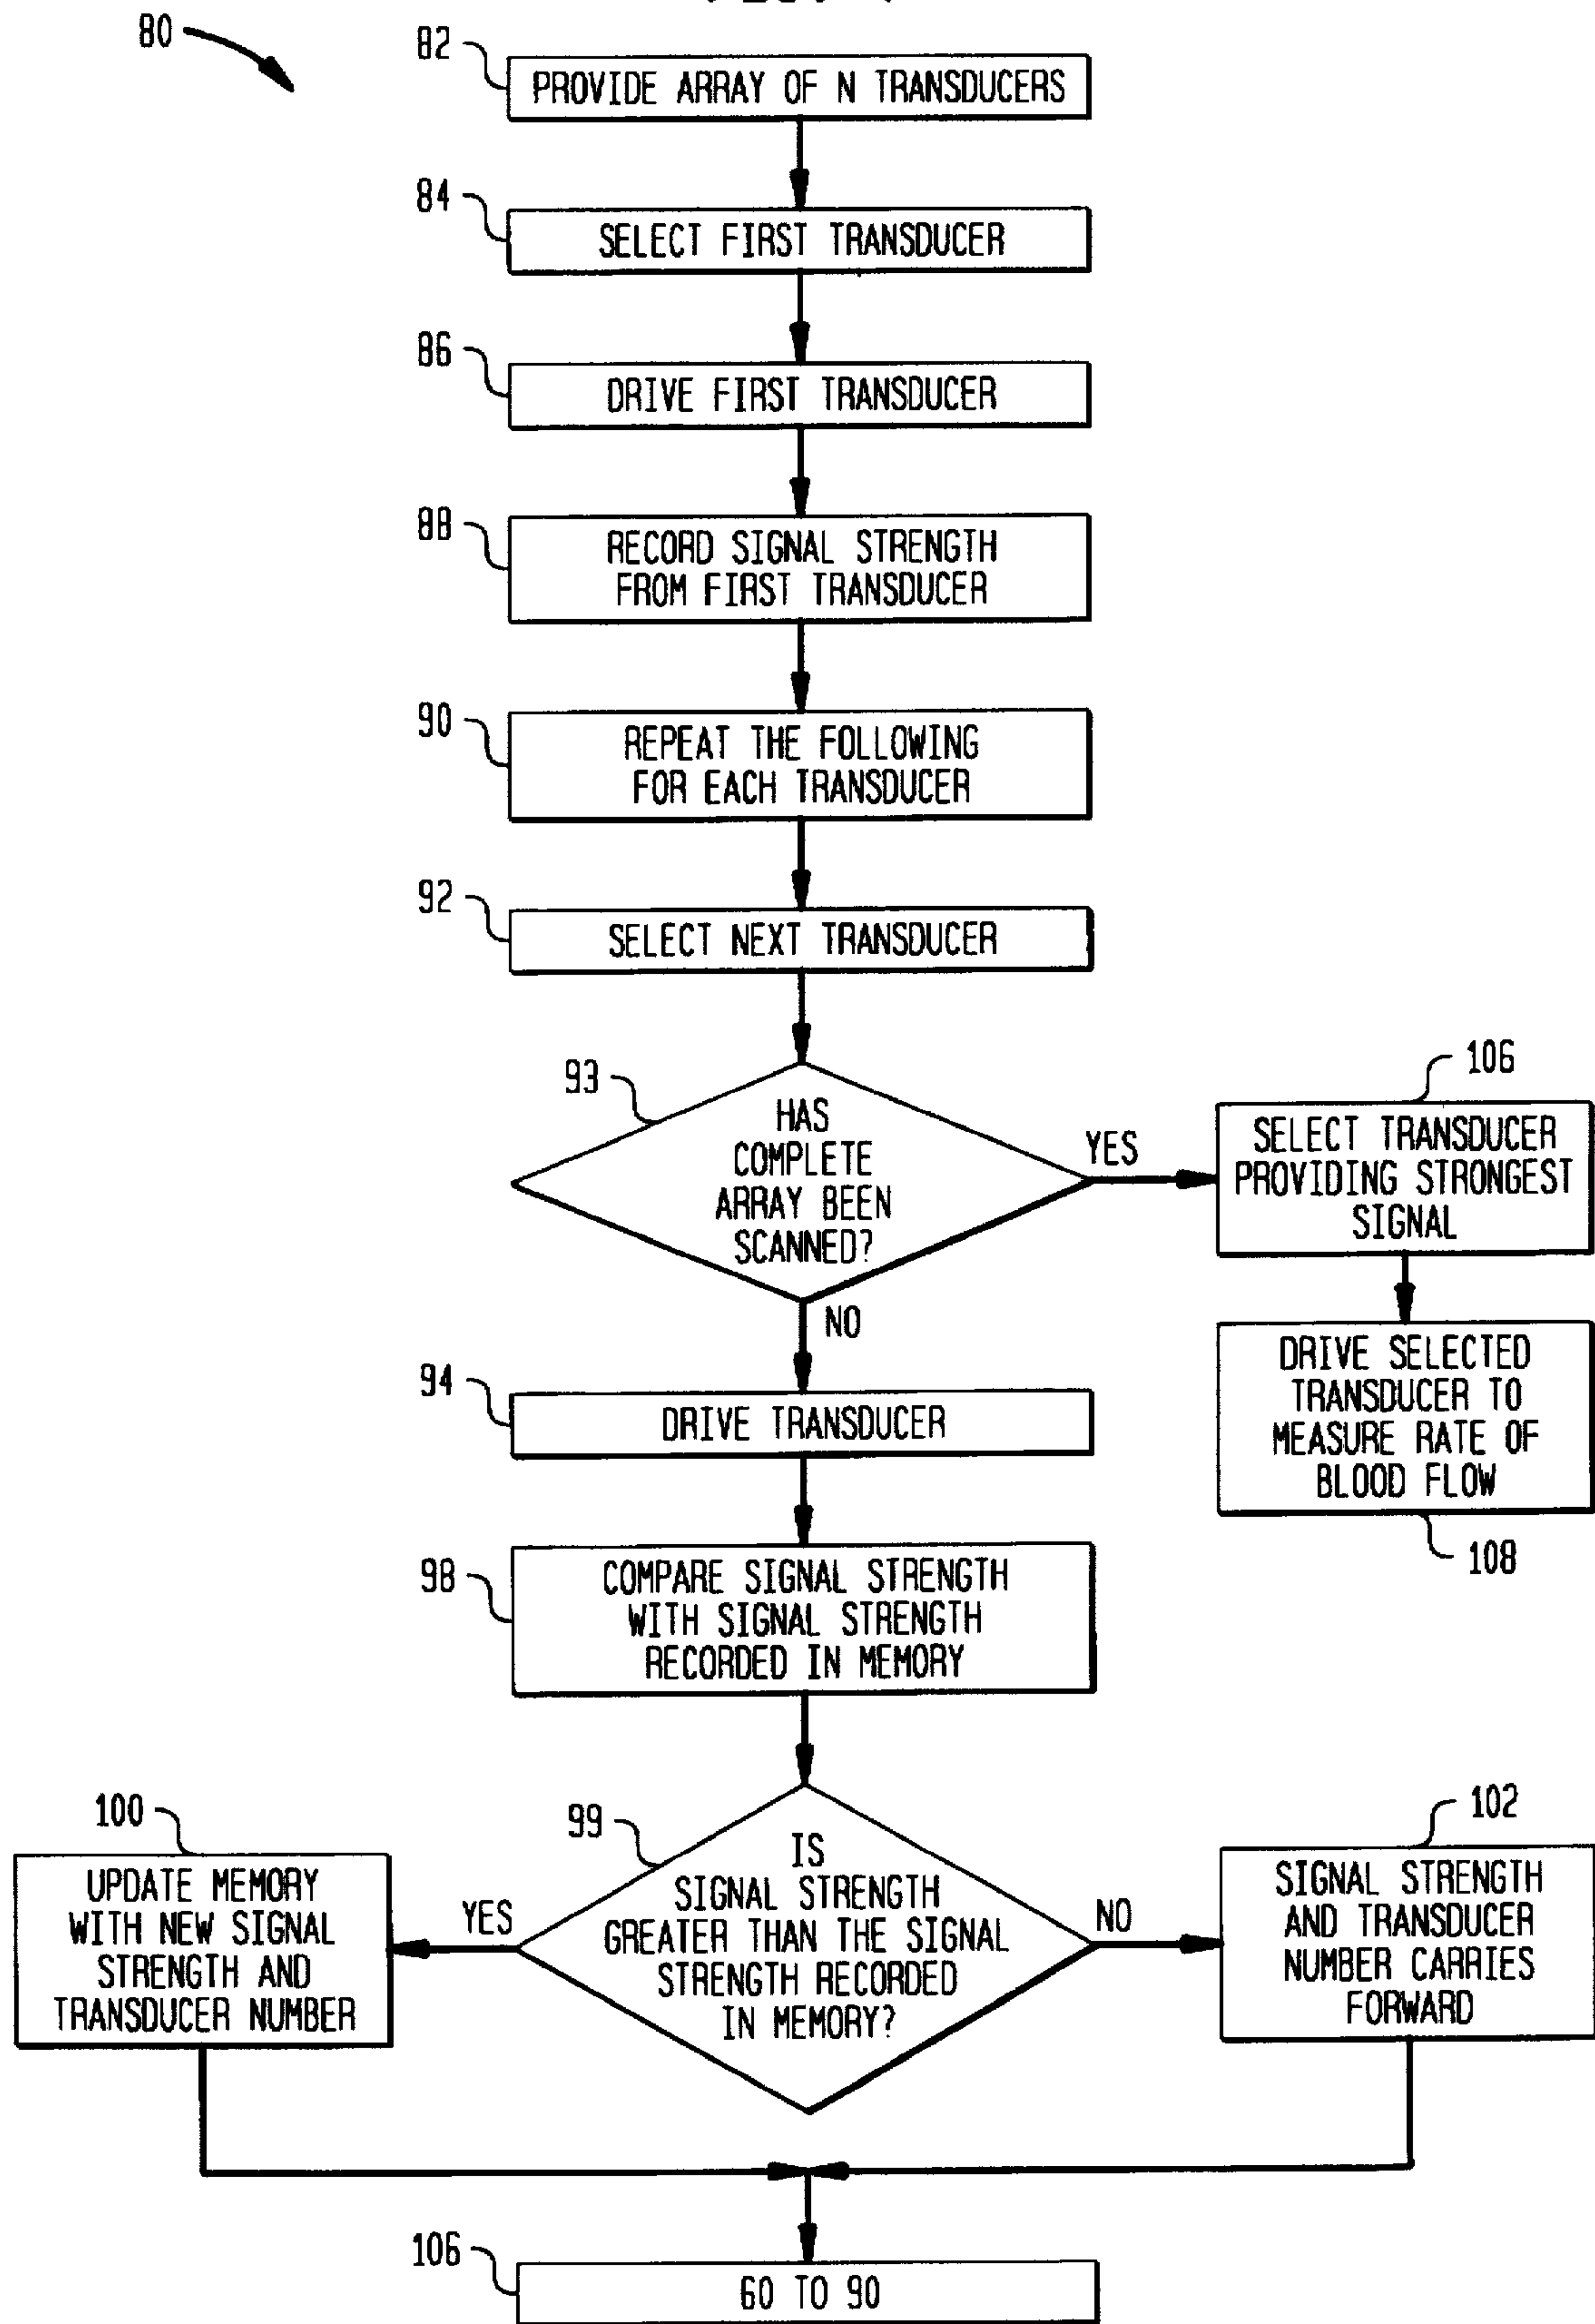 80
82
PROVIDE ARRAY OF N TRANSDUCERS
84
SELECT FIRST TRANSDUCER
86
DRIVE FIRST TRANSDUCER
88
RECORD SIGNAL STRENGTH
FROM FIRST TRANSDUCER
90
REPEAT THE FOLLOWING
FOR EACH TRANSDUCER
92
SELECT NEXT TRANSDUCER
93
HAS
COMPLETE
ARRAY BEEN
SCANNED?
YES
106
SELECT TRANSDUCER
PROVIDING STRONGEST
SIGNAL
NO
DRIVE SELECTED
TRANSDUCER TO
MEASURE RATE OF
BLOOD FLOW
108
94
DRIVE TRANSDUCER
98
COMPARE SIGNAL STRENGTH
WITH SIGNAL STRENGTH
RECORDED IN MEMORY
99
IS
SIGNAL STRENGTH
GREATER THAN THE SIGNAL
STRENGTH RECORDED
IN MEMORY?
YES
100
UPDATE MEMORY
WITH NEW SIGNAL
STRENGTH AND
TRANSDUCER NUMBER
NO
102
SIGNAL STRENGTH
AND TRANSDUCER
NUMBER CARRIES
FORWARD
106
GO TO 90